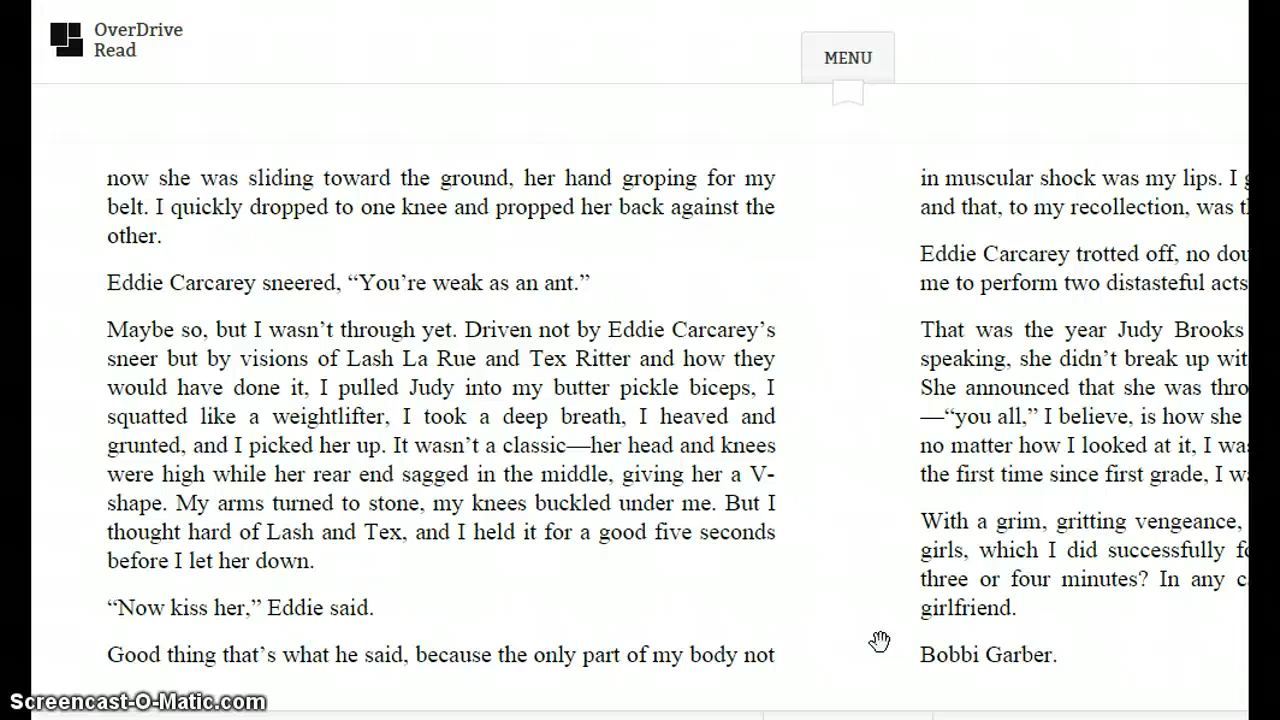 OverDrive
Read
MENU
now she was sliding toward the ground, her hand groping for my
belt. I quickly dropped to one knee and propped her back against the
other.
Eddie Carcarey sneered, “You’re weak as an ant.”
Maybe so, but I wasn’t through yet. Driven not by Eddie Carcarey’s
sneer but by visions of Lash La Rue and Tex Ritter and how they
would have done it, I pulled Judy into my butter pickle biceps, I
squatted like a weightlifter, I took a deep breath, I heaved and
grunted, and I picked her up. It wasn’t a classic—her head and knees
were high while her rear end sagged in the middle, giving her a V-
shape. My arms turned to stone, my knees buckled under me. But I
thought hard of Lash and Tex, and I held it for a good five seconds
before I let her down.
“Now kiss her,” Eddie said.
Good thing that’s what he said, because the only part of my body not
in muscular shock was my lips. I
and that, to my recollection, was
Eddie Carcarey trotted off, no
me to perform two distasteful acts
That was the year Judy Brooks
speaking, she didn’t break up
She announced that she was
—“you all,” I believe, is how she
no matter how I looked at it, I
the first time since first grade, I
With a grim, gritting vengeance,
girls, which I did successfully
three or four minutes? In any
girlfriend.
Bobbi Garber.
Screencast-O-Matic.com